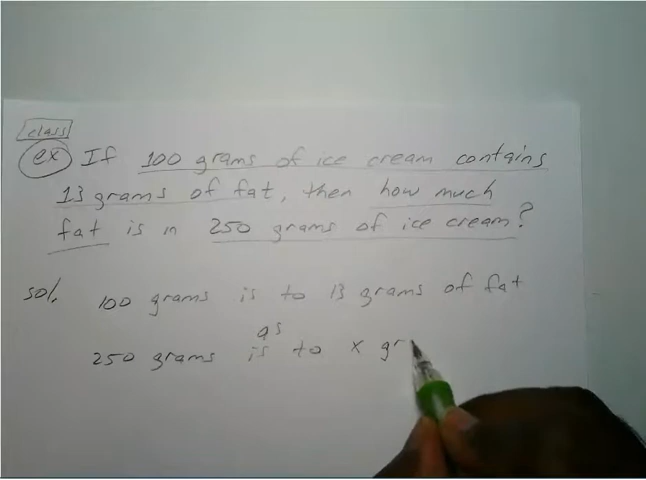 class
ex If 100 grams of ice cream contains
13 grams of fat, then how much
fat is in 250 grams of ice cream?
sol. 100 grams is to 13 grams of fat
as
250 grams is to x gr